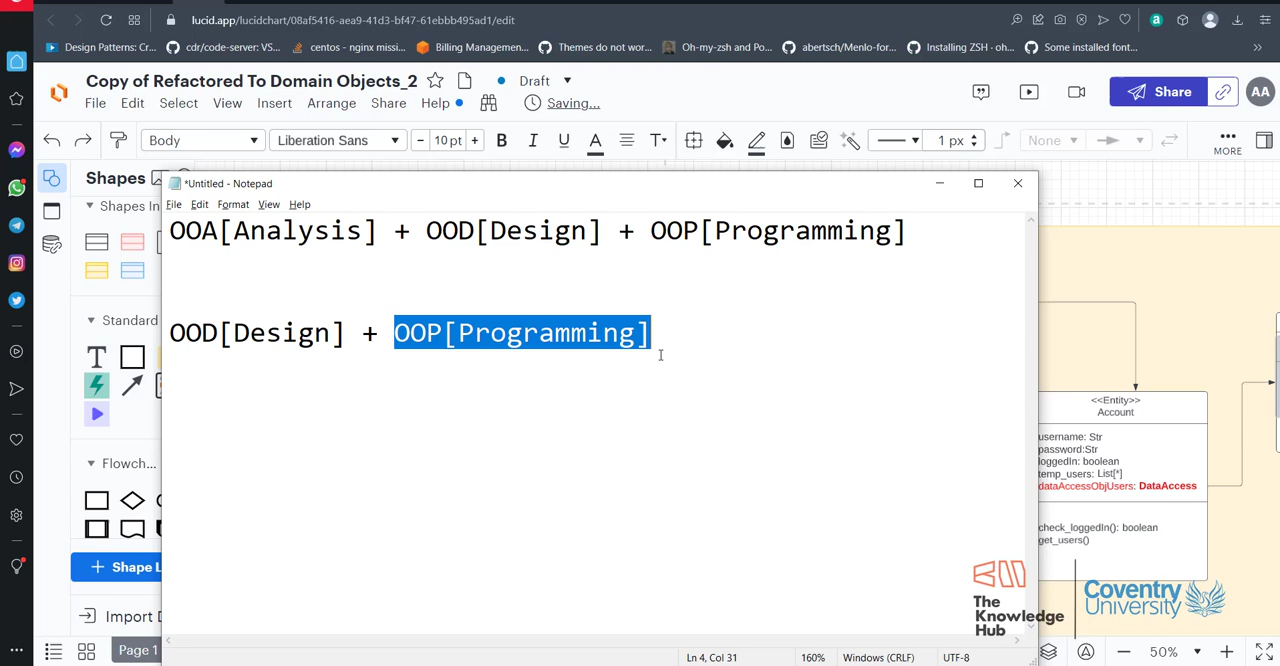 lucid.app/lucidchart/08af5416-aea9-41d3-bf47-61ebbb495ad1/edit
Design Patterns: Cr...
cdr/code-server: VS...
centos - nginx missi...
Billing Managemen...
Themes do not wor...
Oh-my-zsh and Po...
abertsch/Menlo-for...
Installing ZSH · oh...
Some installed font...
»
Copy of Refactored To Domain Objects_2
Draft
File Edit Select View Insert Arrange Share Help
Saving...
Share
AA
Body
Liberation Sans
− 10 pt +
B I U A T
1 px
None
MORE
Shapes
*Untitled - Notepad
File Edit Format View Help
Shapes In
OOA[Analysis] + OOD[Design] + OOP[Programming]
Standard
OOD[Design] + OOP[Programming]
T
Flowch...
+ Shape L
Import D
Page 1
<<Entity>>
Account
username: Str
password:Str
loggedIn: boolean
temp_users: List[*]
dataAccessObjUsers: DataAccess
check_loggedIn(): boolean
get_users()
The
Knowledge
Hub
Coventry
University
Ln 4, Col 31
160%
Windows (CRLF)
UTF-8
50%